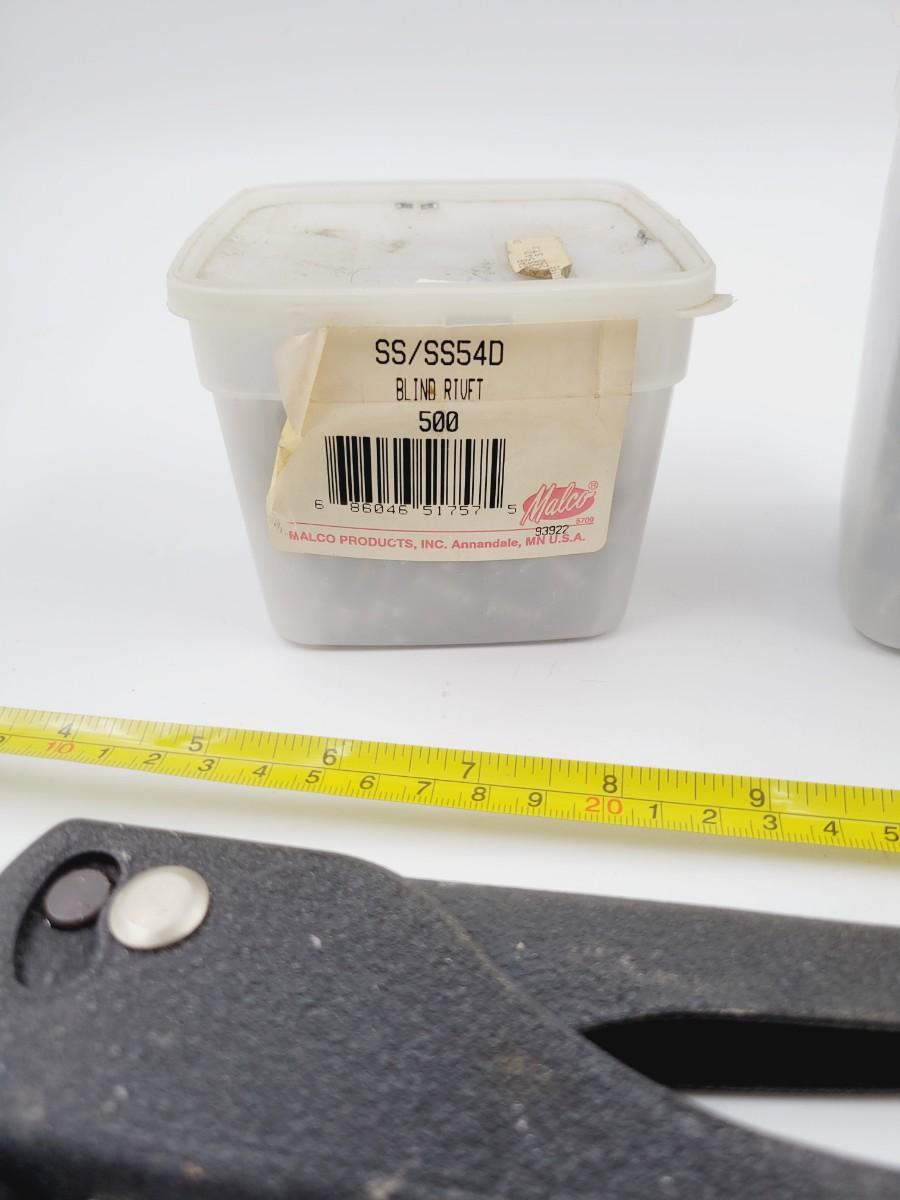 SS/SS54D
BLIND RIVFT
500
6 86046 51757 5
Malco®
5709
93922
MALCO PRODUCTS, INC. Annandale, MN U.S.A.
4 5 6 7 8 9
10 1 2 3 4 5 6 7 8 9 20 1 2 3 4 5